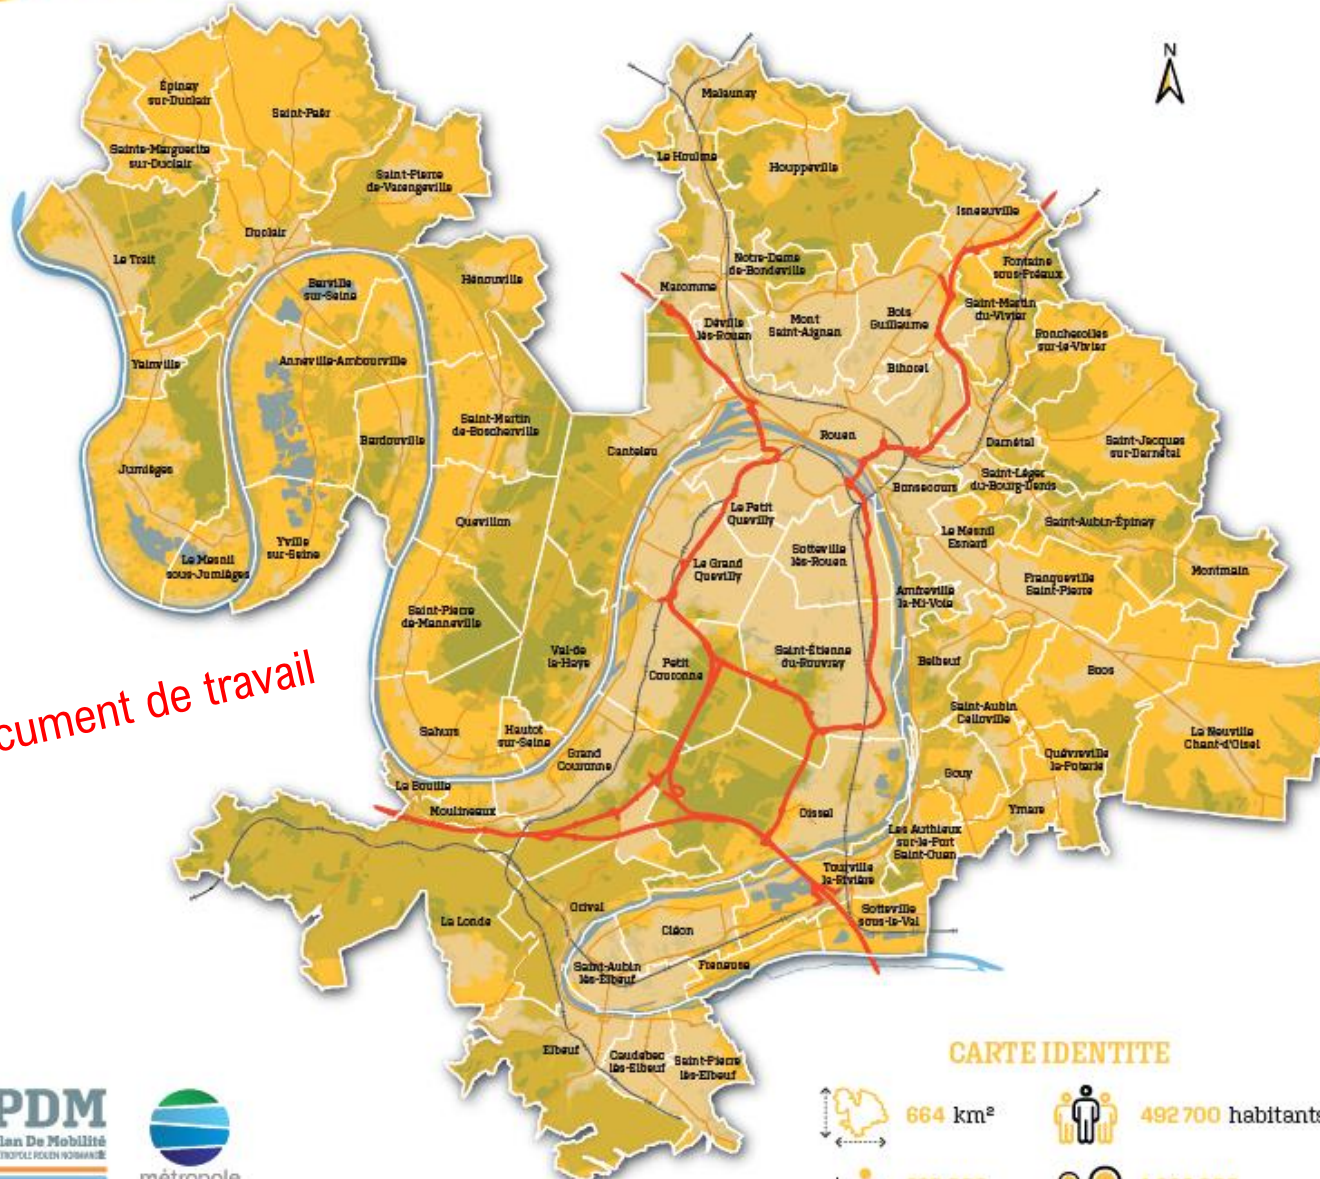 N
Malaunay
Épinay
sur-Duclair
Saint-Paër
Sainte-Marguerite
sur-Duclair
Le Houlme
Houppeville
Saint-Pierre
de-Varengeville
Isneauville
Duclair
Le Trait
Notre-Dame
de-Bondeville
Fontaine
sous-Préaux
Hénouville
Berville
sur-Seine
Maromme
Saint-Martin
du-Vivier
Déville
lès-Rouen
Mont
Saint-Aignan
Bois
Guillaume
Roncherolles
sur-le-Vivier
Yainville
Anneville-Ambourville
Bihorel
Saint-Martin
de-Boscherville
Bardouville
Canteleu
Rouen
Darnétal
Saint-Jacques
sur-Darnétal
Jumièges
Saint-Léger
du-Bourg-Denis
Bonsecours
Quevillon
Le Petit
Quevilly
Saint-Aubin-Épinay
Le Mesnil
Esnard
Yville
sur-Seine
Sotteville
lès-Rouen
Le Mesnil
sous-Jumièges
Le Grand
Quevilly
Montmain
Franqueville
Saint-Pierre
Amfreville
la-Mi-Voie
Saint-Pierre
de-Manneville
Val-de
la-Haye
Petit
Couronne
Saint-Étienne
du-Rouvray
Belbeuf
Boos
cument de travail
Saint-Aubin
Celloville
Sahurs
Hautot
sur-Seine
La Neuville
Chant-d'Oisel
Grand
Couronne
Quévreville
la-Poterie
Gouy
La Bouille
Moulineaux
Oissel
Ymare
Les Authieux
sur-le-Port
Saint-Ouen
Tourville
la-Rivière
Orival
La Londe
Sotteville
sous-le-Val
Cléon
Saint-Aubin
lès-Elbeuf
Freneuse
Elbeuf
Caudebec
lès-Elbeuf
Saint-Pierre
lès-Elbeuf
CARTE IDENTITE
664 km²
492 700 habitants
PDM
lan De Mobilité
métropole